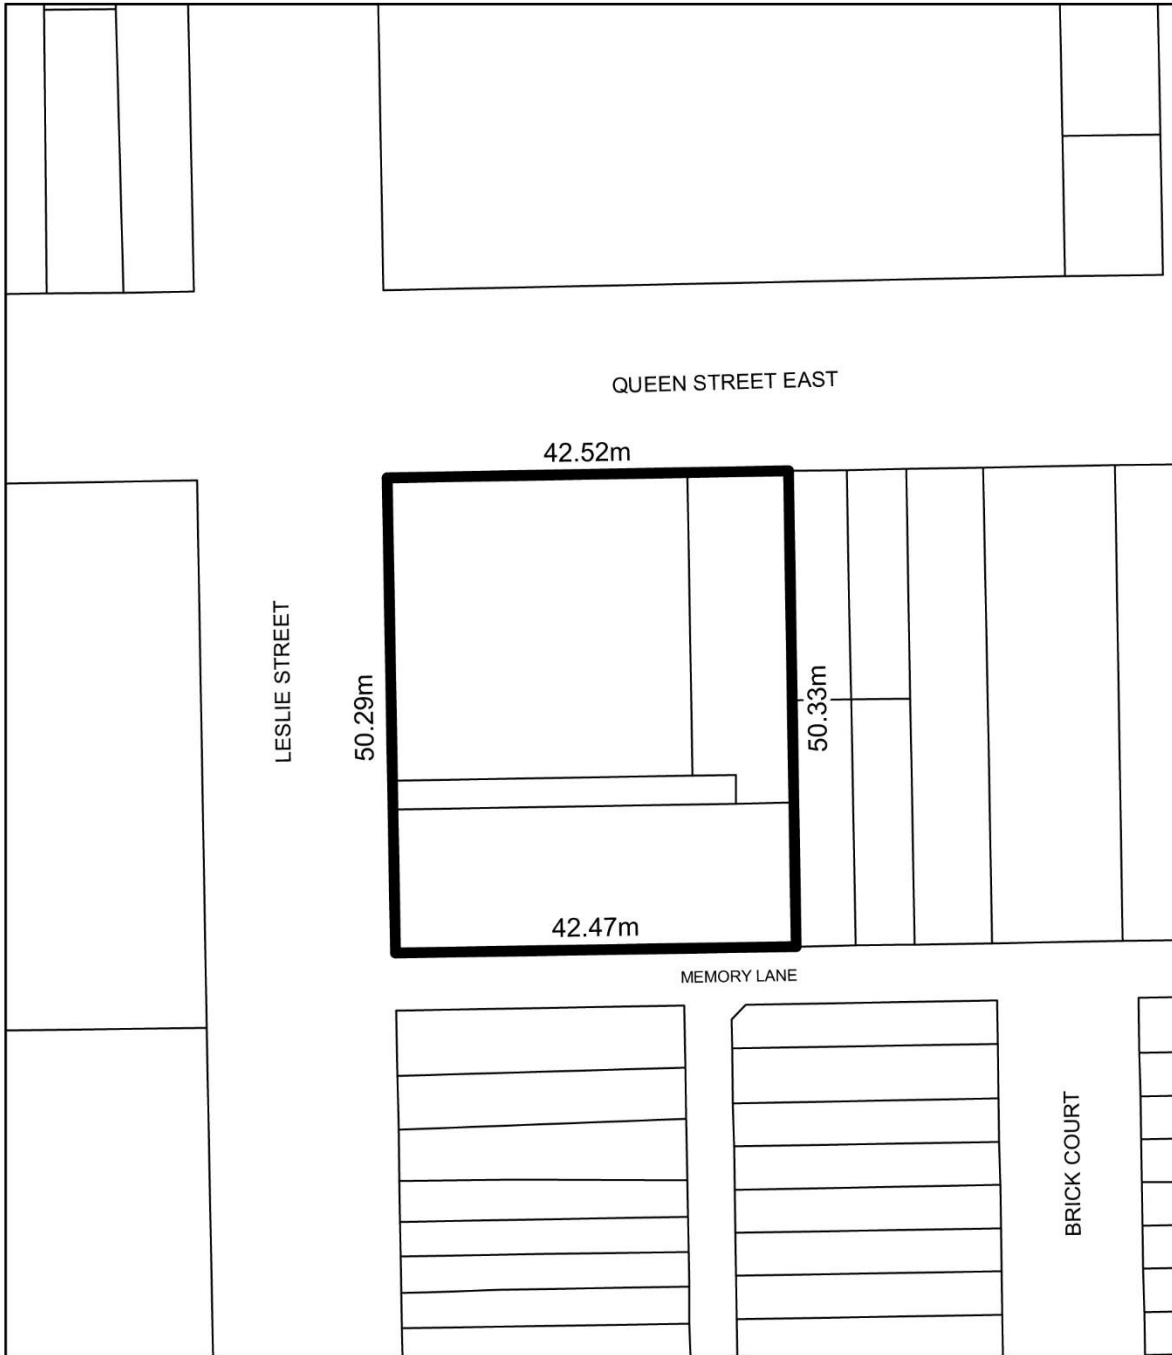 QUEEN STREET EAST
42.52m
LESLIE STREET
50.29m
50.33m
42.47m
MEMORY LANE
BRICK COURT